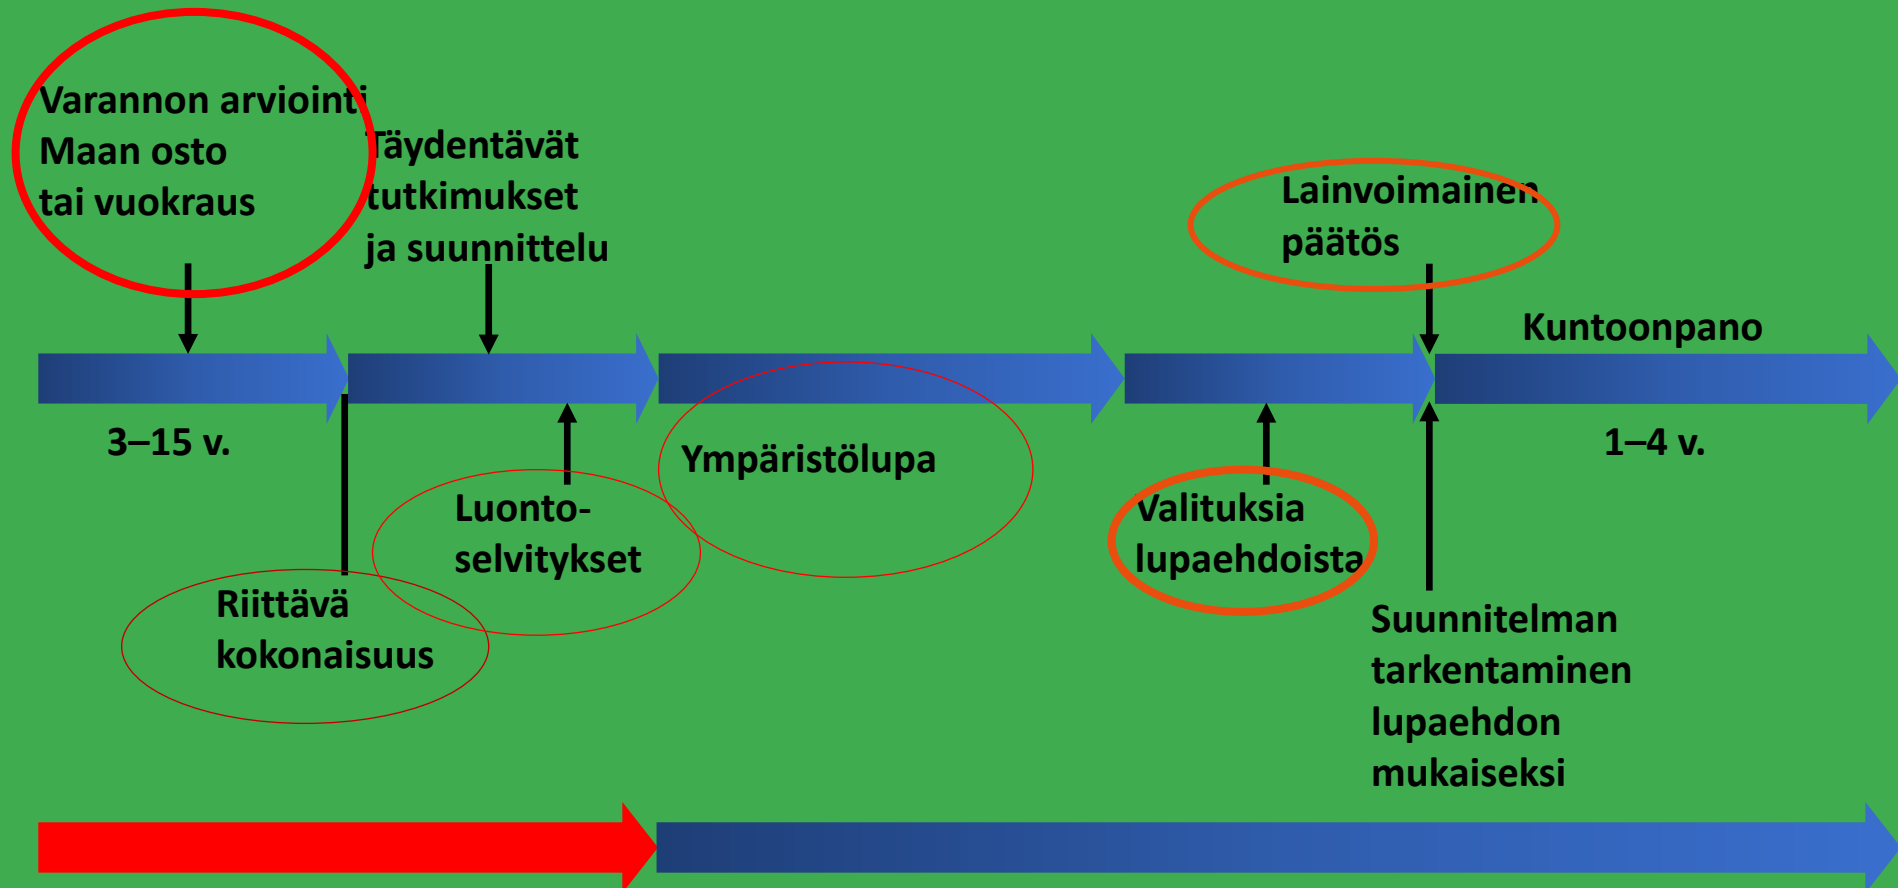 Varannon arviointi
Maan osto
tai vuokraus
Täydentävät
tutkimukset
ja suunnittelu
Lainvoimainen
päätös
Kuntoonpano
3–15 v.
1–4 v.
Ympäristölupa
Luonto-
selvitykset
Valituksia
lupaehdoista
Riittävä
kokonaisuus
Suunnitelman
tarkentaminen
lupaehdon
mukaiseksi